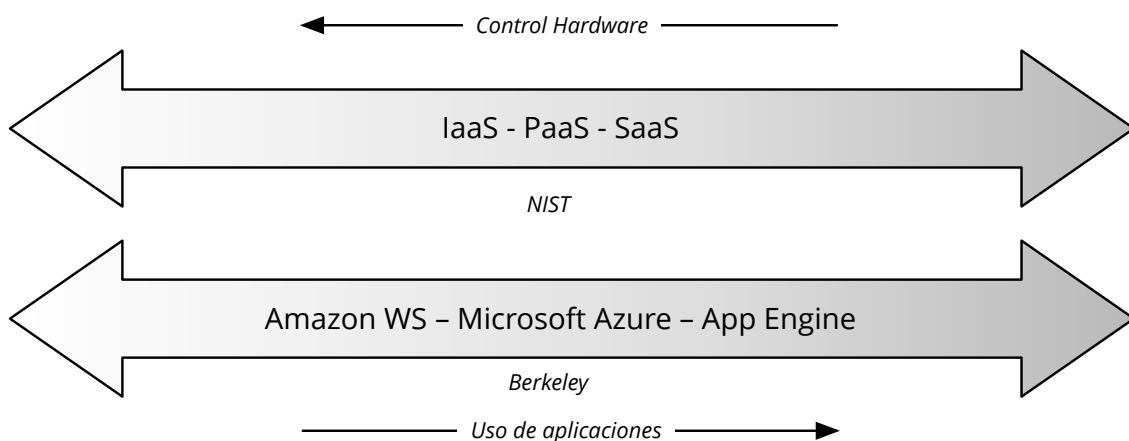 Control Hardware
IaaS - PaaS - SaaS
NIST
Amazon WS – Microsoft Azure – App Engine
Berkeley
Uso de aplicaciones